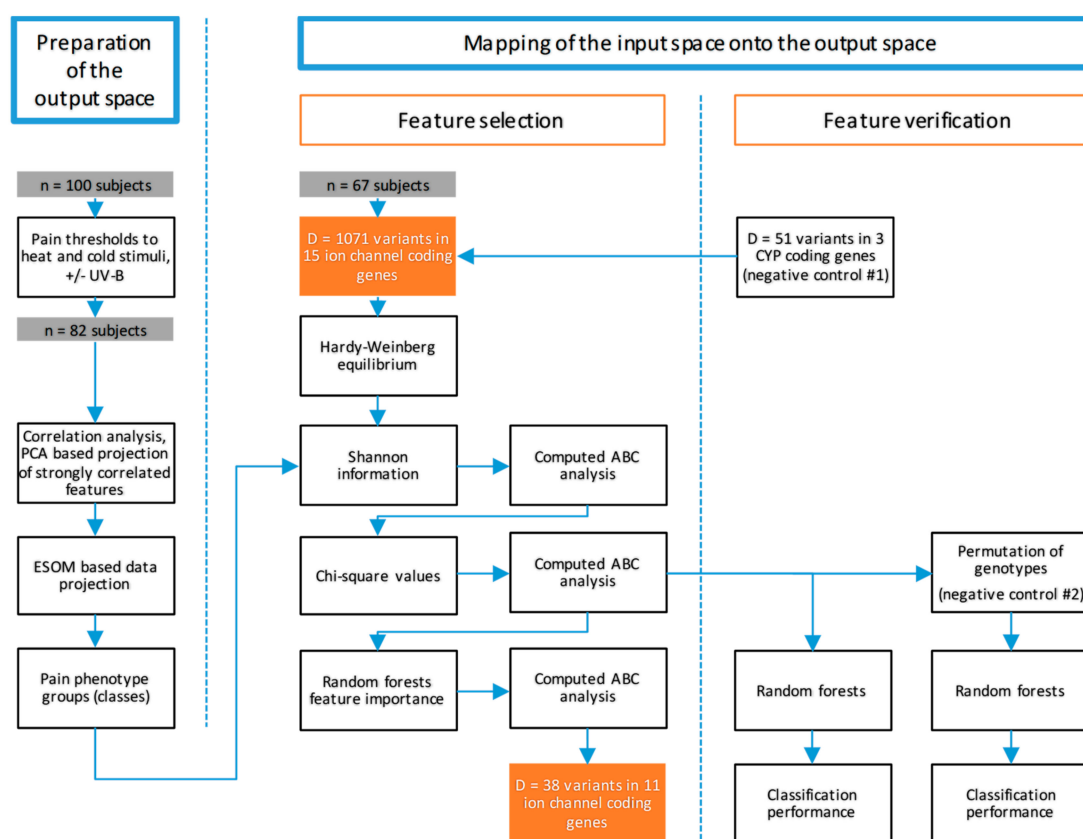 Preparation
of the
output space
n = 100 subjects
Pain thresholds to
heat and cold stimuli,
+/- UV-B
n = 82 subjects
Correlation analysis,
PCA based projection
of strongly correlated
features
ESOM based data
projection
Pain phenotype
groups (classes)
Mapping of the input space onto the output space
Feature selection
n = 67 subjects
D = 1071 variants in
15 ion channel coding
genes
Hardy-Weinberg
equilibrium
Shannon
information
Computed ABC
analysis
Chi-square values
Computed ABC
analysis
Random forests
feature importance
Computed ABC
analysis
D = 38 variants in 11
ion channel coding
genes
Feature verification
D = 51 variants in 3
CYP coding genes
(negative control #1)
Permutation of
genotypes
(negative control #2)
Random forests
Random forests
Classification
performance
Classification
performance